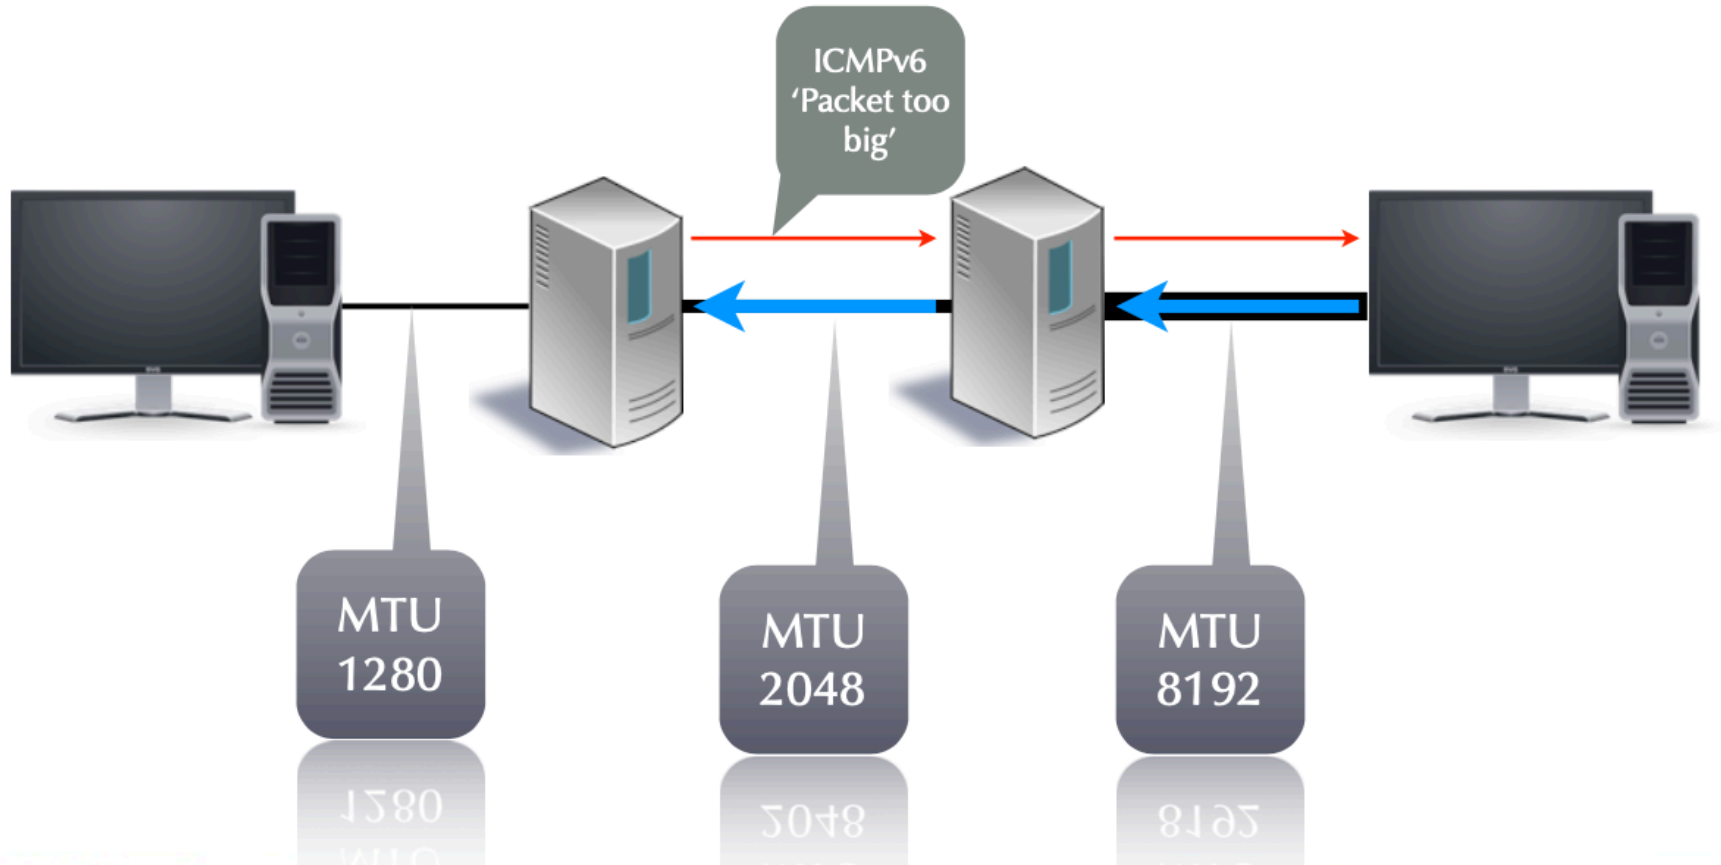 ICMPv6
‘Packet too
big’
MTU
1280
MTU
2048
MTU
8192